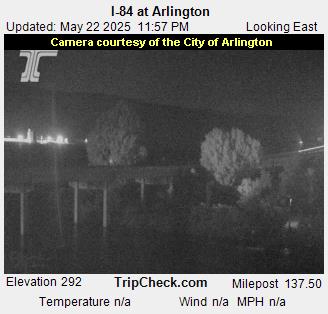 I-84 at Arlington
Updated: May 22 2025 11:57 PM Looking East
Camera courtesy of the City of Arlington
Elevation 292 TripCheck.com Milepost 137.50
Temperature n/a Wind n/a MPH n/a